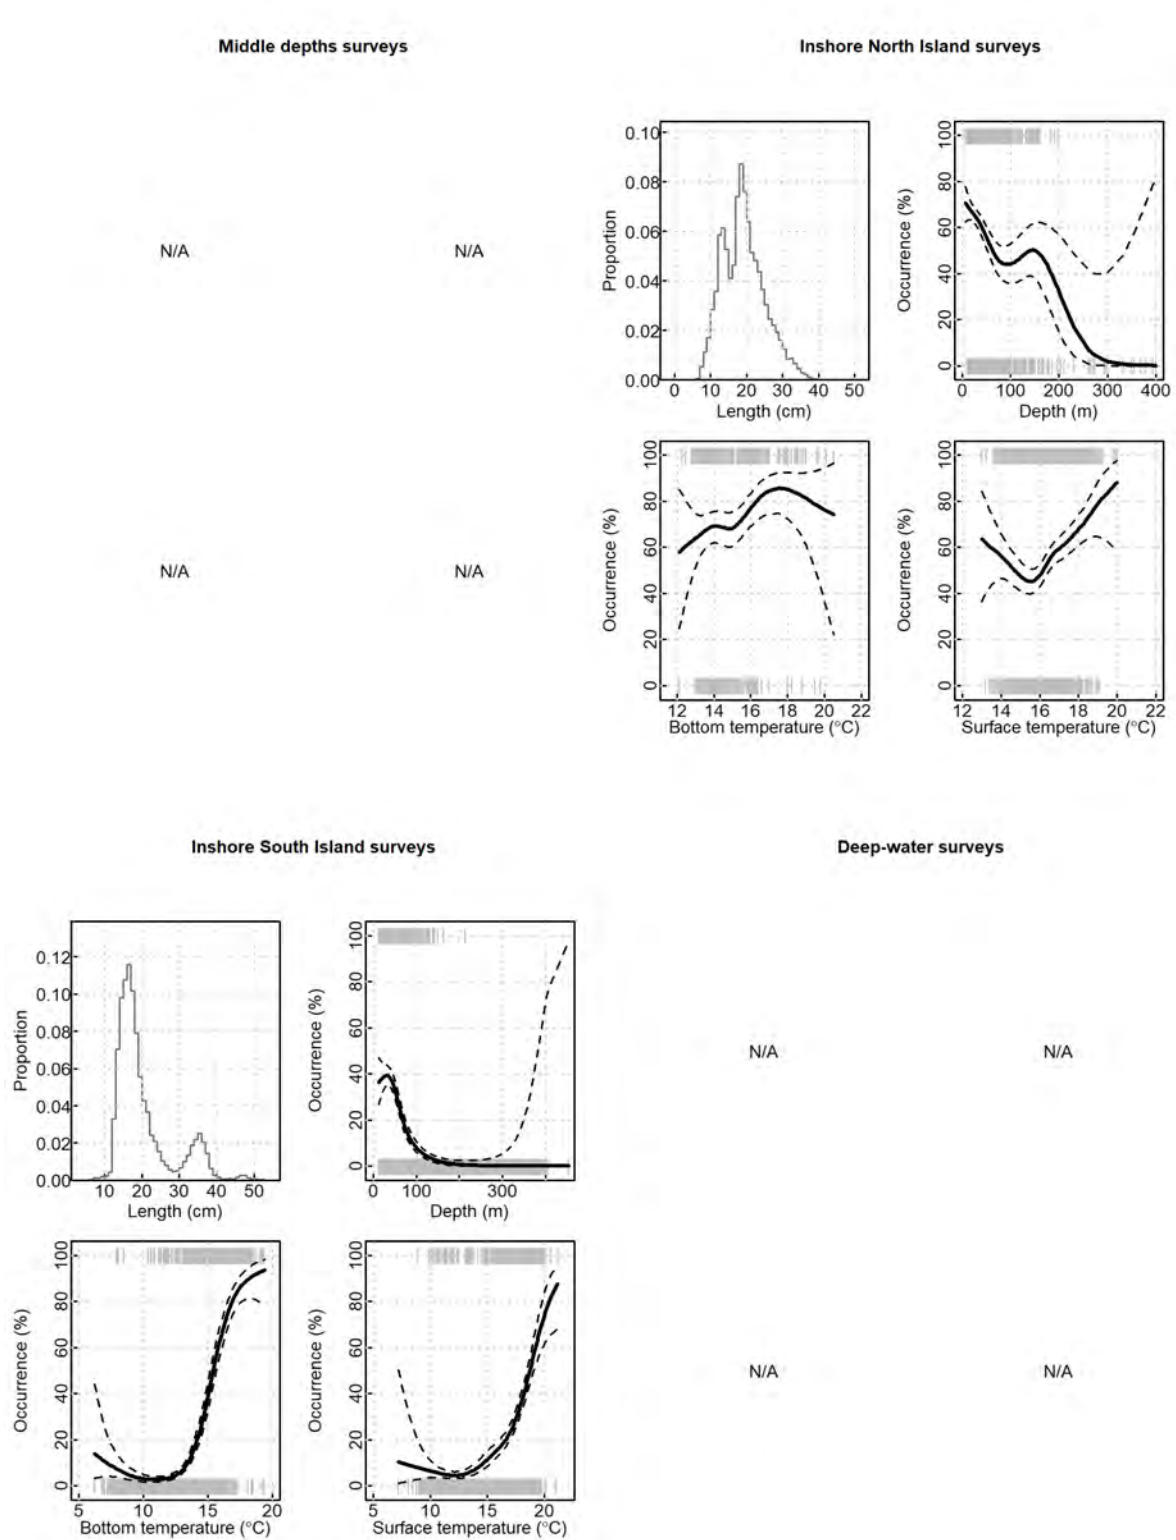 Middle depths surveys
Inshore North Island surveys
N/A
N/A
N/A
N/A
Proportion
0.00 0.02 0.04 0.06 0.08 0.10
0 10 20 30 40 50
Length (cm)
Occurrence (%)
0 20 40 60 80 100
0 100 200 300 400
Depth (m)
Occurrence (%)
0 20 40 60 80 100
12 14 16 18 20 22
Bottom temperature (°C)
Occurrence (%)
0 20 40 60 80 100
12 14 16 18 20 22
Surface temperature (°C)
Inshore South Island surveys
Deep-water surveys
Proportion
0.00 0.02 0.04 0.06 0.08 0.10 0.12
10 20 30 40 50
Length (cm)
Occurrence (%)
0 20 40 60 80 100
0 100 300
Depth (m)
Occurrence (%)
0 20 40 60 80 100
5 10 15 20
Bottom temperature (°C)
Occurrence (%)
0 20 40 60 80 100
5 10 15 20
Surface temperature (°C)
N/A
N/A
N/A
N/A